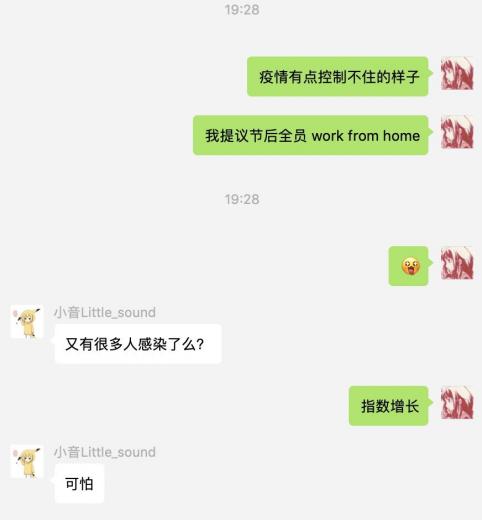 19:28
疫情有点控制不住的样子
我提议节后全员 work from home
19:28
小音Little_sound
又有很多人感染了么？
指数增长
小音Little_sound
可怕